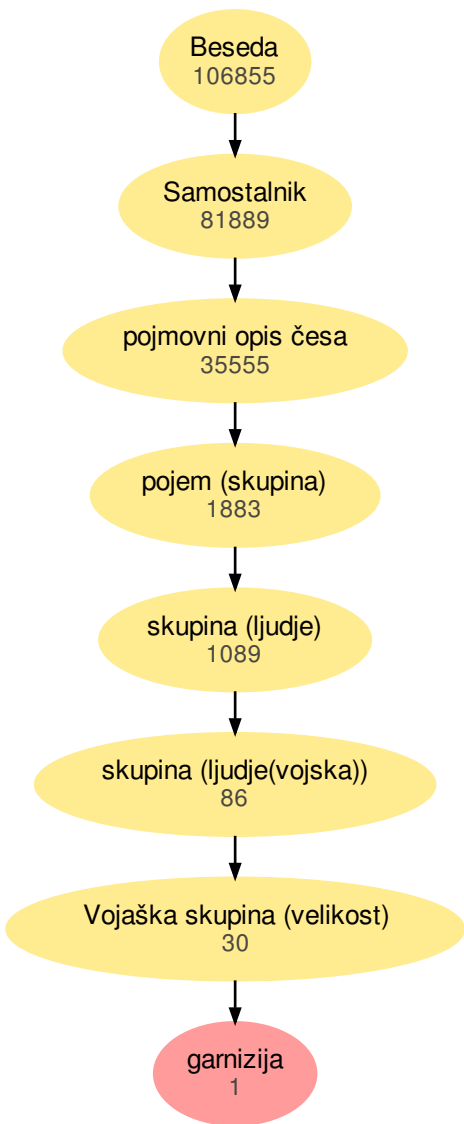 Beseda
106855
Samostalnik
81889
pojmovni opis česa
35555
pojem (skupina)
1883
skupina (ljudje)
1089
skupina (ljudje(vojska))
86
Vojaška skupina (velikost)
30
garnizija
1